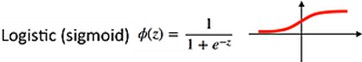 Logistic (sigmoid) ϕ(z) = 1 / (1 + e^{-z})